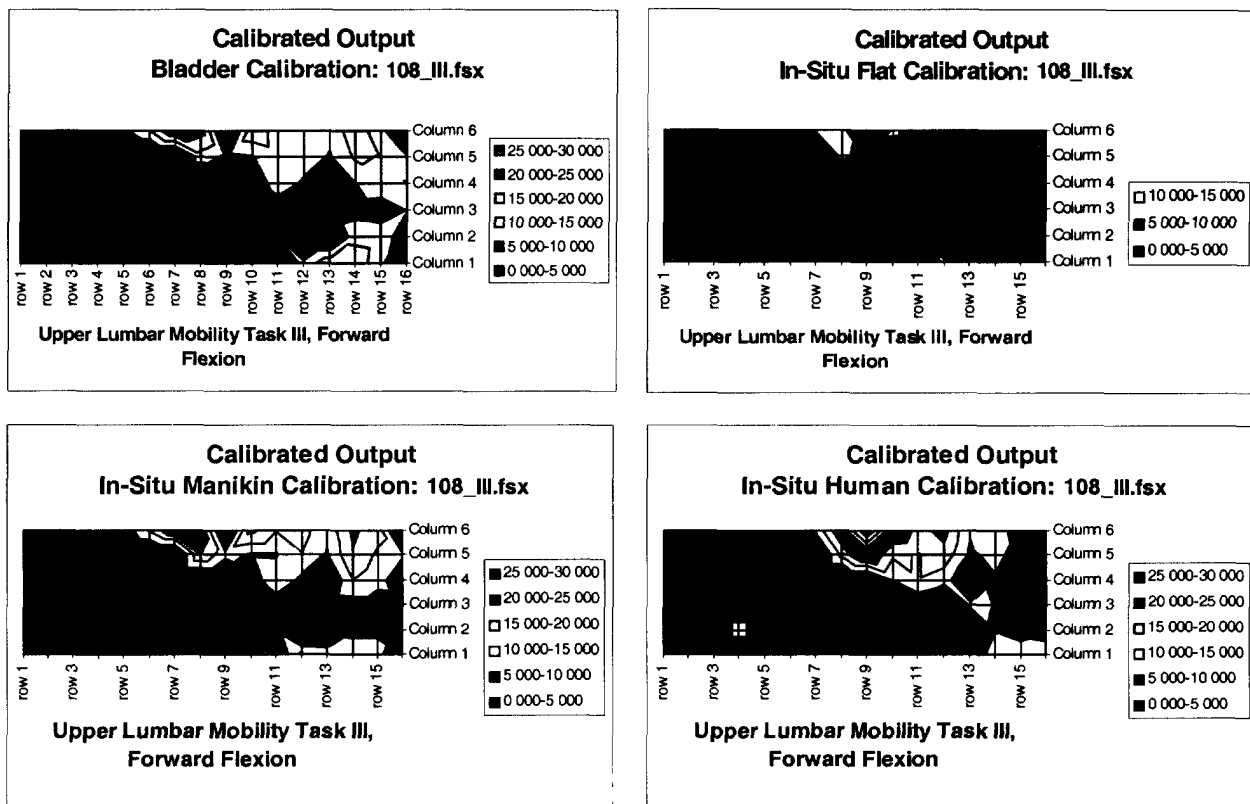 Calibrated Output
Bladder Calibration: 108_III.fsx
Column 6
Column 5
Column 4
Column 3
Column 2
Column 1
row 1
row 2
row 3
row 4
row 5
row 6
row 7
row 8
row 9
row 10
row 11
row 12
row 13
row 14
row 15
row 16
25 000-30 000
20 000-25 000
15 000-20 000
10 000-15 000
5 000-10 000
0 000-5 000
Upper Lumbar Mobility Task III, Forward
Flexion
Calibrated Output
In-Situ Flat Calibration: 108_III.fsx
Column 6
Column 5
Column 4
Column 3
Column 2
Column 1
row 1
row 3
row 5
row 7
row 9
row 11
row 13
row 15
10 000-15 000
5 000-10 000
0 000-5 000
Upper Lumbar Mobility Task III, Forward
Flexion
Calibrated Output
In-Situ Manikin Calibration: 108_III.fsx
Column 6
Column 5
Column 4
Column 3
Column 2
Column 1
row 1
row 3
row 5
row 7
row 9
row 11
row 13
row 15
25 000-30 000
20 000-25 000
15 000-20 000
10 000-15 000
5 000-10 000
0 000-5 000
Upper Lumbar Mobility Task III,
Forward Flexion
Calibrated Output
In-Situ Human Calibration: 108_III.fsx
Column 6
Column 5
Column 4
Column 3
Column 2
Column 1
row 1
row 3
row 5
row 7
row 9
row 11
row 13
row 15
25 000-30 000
20 000-25 000
15 000-20 000
10 000-15 000
5 000-10 000
0 000-5 000
Upper Lumbar Mobility Task III,
Forward Flexion